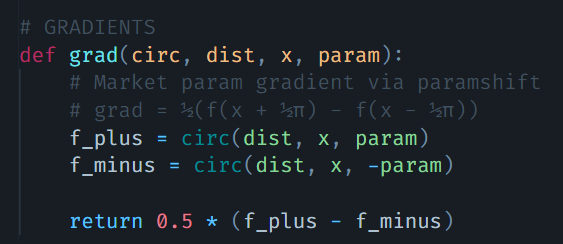 # GRADIENTS
def grad(circ, dist, x, param):
# Market param gradient via paramshift
# grad = ½(f(x + ½π) - f(x - ½π))
f_plus = circ(dist, x, param)
f_minus = circ(dist, x, -param)
return 0.5 * (f_plus - f_minus)